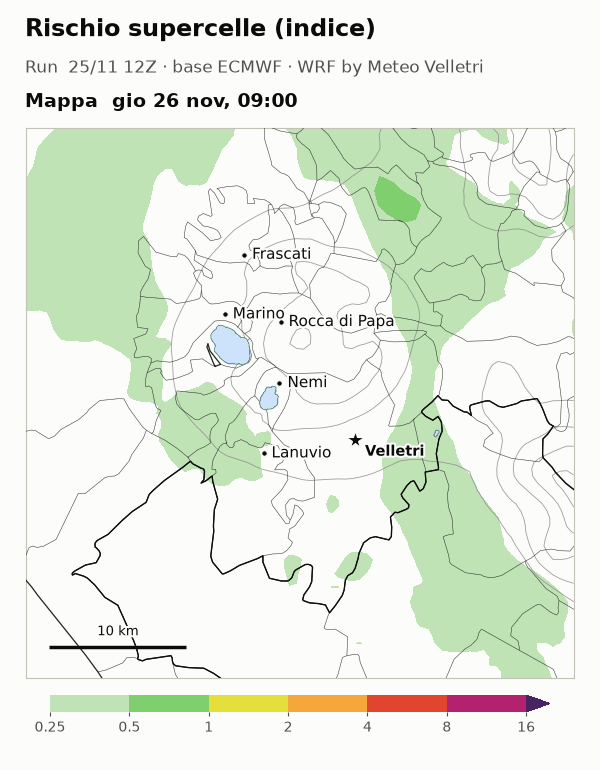 Rischio supercelle (indice)
Run  25/11 12Z · base ECMWF · WRF by Meteo Velletri
Mappa  gio 26 nov, 09:00
Frascati
Marino
Rocca di Papa
Nemi
Velletri
Lanuvio
10 km
0.25 0.5 1 2 4 8 16